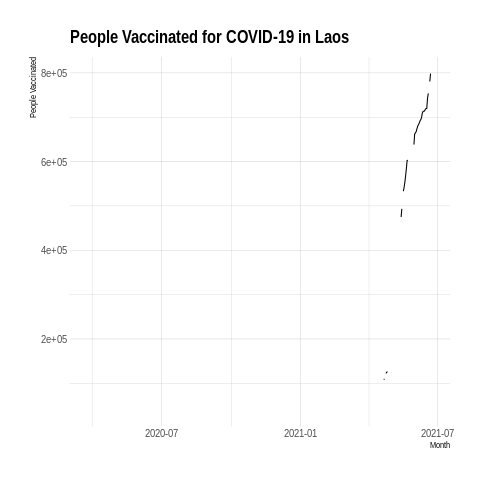 People Vaccinated for COVID-19 in Laos
People Vaccinated
8e+05
6e+05
4e+05
2e+05
2020-07
2021-01
2021-07
Month